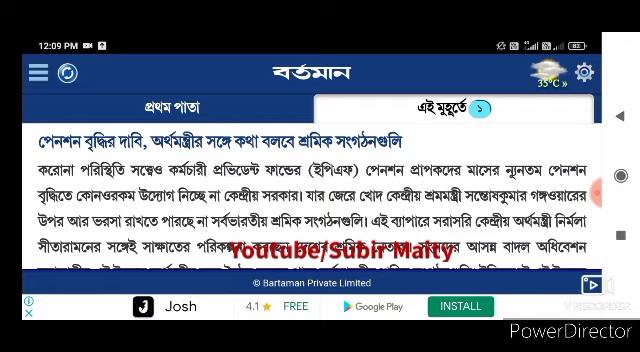 12:09 PM
82
বর্তমান
35°C »
প্রথম পাতা
এই মুহূর্তে ১
পেনশন বৃদ্ধির দাবি, অর্থমন্ত্রীর সঙ্গে কথা বলবে শ্রমিক সংগঠনগুলি
করোনা পরিস্থিতি সত্ত্বেও কর্মচারী প্রভিডেন্ট ফান্ডের (ইপিএফ) পেনশন প্রাপকদের মাসের ন্যূনতম পেনশন
বৃদ্ধিতে কোনওরকম উদ্যোগ নিচ্ছে না কেন্দ্রীয় সরকার। যার জেরে খোদ কেন্দ্রীয় শ্রমমন্ত্রী সন্তোষকুমার গঙ্গওয়ারের
উপর আর ভরসা রাখতে পারছে না সর্বভারতীয় শ্রমিক সংগঠনগুলি। এই ব্যাপারে সরাসরি কেন্দ্রীয় অর্থমন্ত্রী নির্মলা
সীতারামনের সঙ্গেই সাক্ষাতের আসন্ন বাদল অধিবেশন
Youtube/Subir Maity
© Bartaman Private Limited
Josh
4.1 ★ FREE
Google Play
INSTALL
VRECORDER
PowerDirector